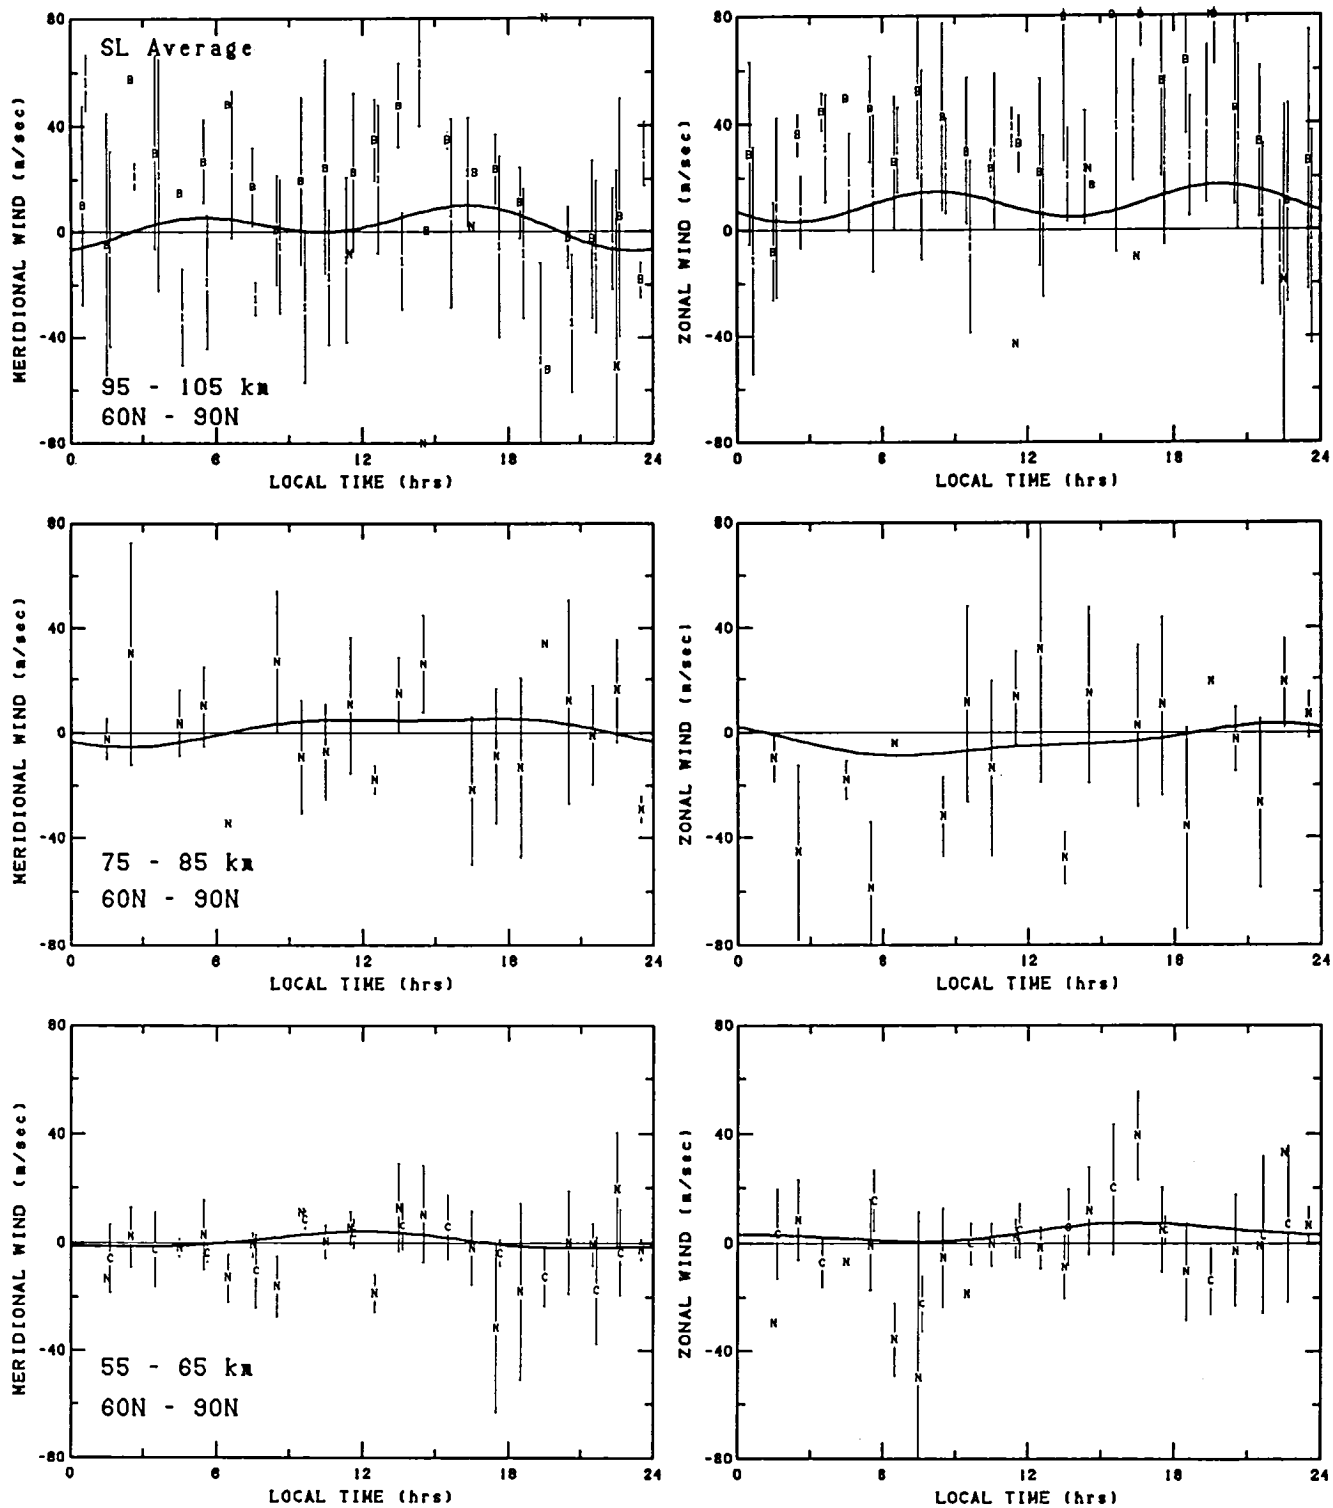 SL Average
MERIDIONAL WIND (m/sec)
80
40
0
-40
-80
95 - 105 km
60N - 90N
0 6 12 18 24
LOCAL TIME (hrs)
ZONAL WIND (m/sec)
80
40
0
-40
-80
0 6 12 18 24
LOCAL TIME (hrs)
MERIDIONAL WIND (m/sec)
80
40
0
-40
-80
75 - 85 km
60N - 90N
0 6 12 18 24
LOCAL TIME (hrs)
ZONAL WIND (m/sec)
80
40
0
-40
-80
0 6 12 18 24
LOCAL TIME (hrs)
MERIDIONAL WIND (m/sec)
80
40
0
-40
-80
55 - 65 km
60N - 90N
0 6 12 18 24
LOCAL TIME (hrs)
ZONAL WIND (m/sec)
80
40
0
-40
-80
0 6 12 18 24
LOCAL TIME (hrs)